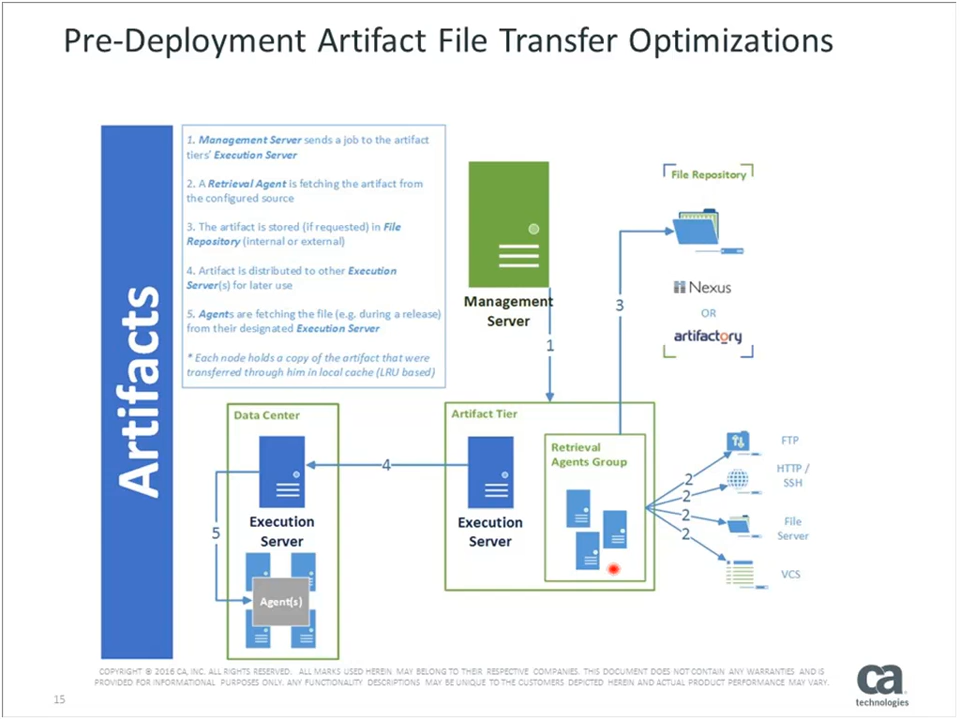 Pre-Deployment Artifact File Transfer Optimizations
Artifacts
1. Management Server sends a job to the artifact
tiers' Execution Server
2. A Retrieval Agent is fetching the artifact from
the configured source
3. The artifact is stored (if requested) in File
Repository (internal or external)
4. Artifact is distributed to other Execution
Server(s) for later use
5. Agents are fetching the file (e.g. during a release)
from their designated Execution Server
* Each node holds a copy of the artifact that were
transferred through him in local cache (LRU based)
Management
Server
1
3
File Repository
Nexus
OR
artifactory
Data Center
Execution
Server
5
Agent(s)
4
Artifact Tier
Execution
Server
Retrieval
Agents Group
2
2
2
2
FTP
HTTP /
SSH
File
Server
VCS
COPYRIGHT © 2016 CA, INC. ALL RIGHTS RESERVED. ALL MARKS USED HEREIN MAY BELONG TO THEIR RESPECTIVE COMPANIES. THIS DOCUMENT DOES NOT CONTAIN ANY WARRANTIES AND IS
PROVIDED FOR INFORMATIONAL PURPOSES ONLY. ANY FUNCTIONALITY DESCRIPTIONS MAY BE UNIQUE TO THE CUSTOMERS DEPICTED HEREIN AND ACTUAL PRODUCT PERFORMANCE MAY VARY.
15
ca
technologies